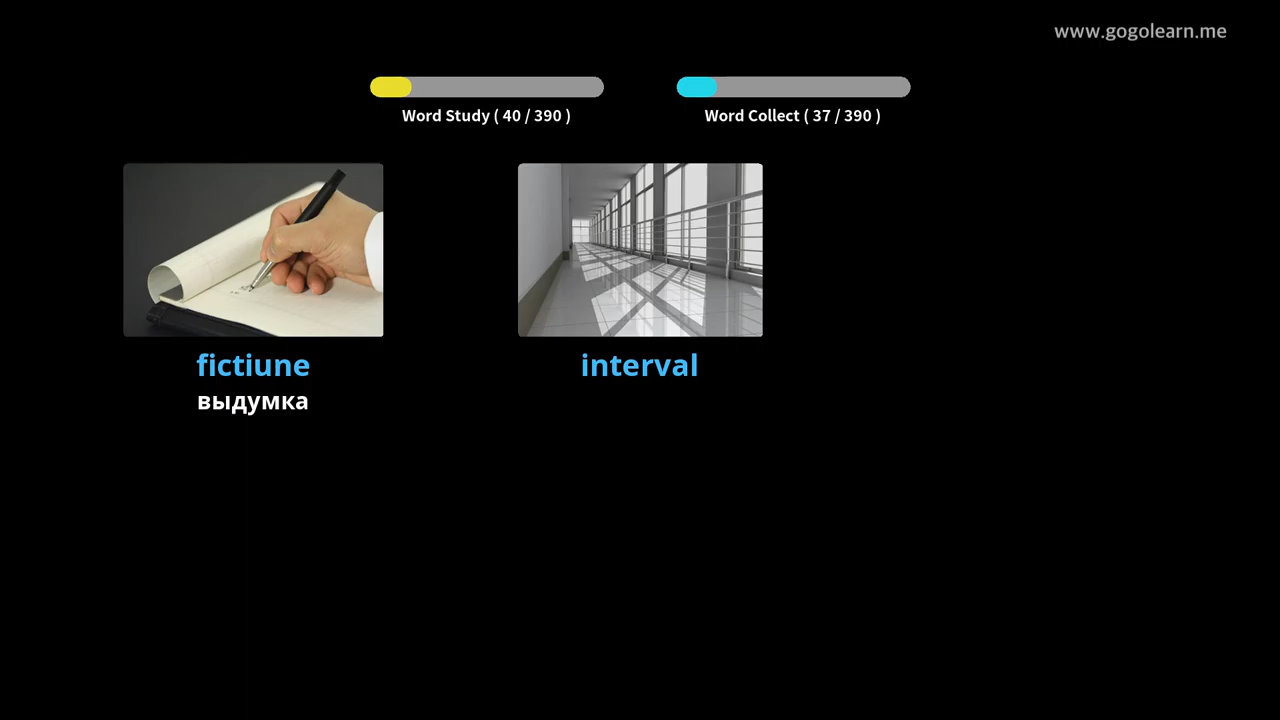 www.gogolearn.me
Word Study ( 40 / 390 )
Word Collect ( 37 / 390 )
fictiune
выдумка
interval